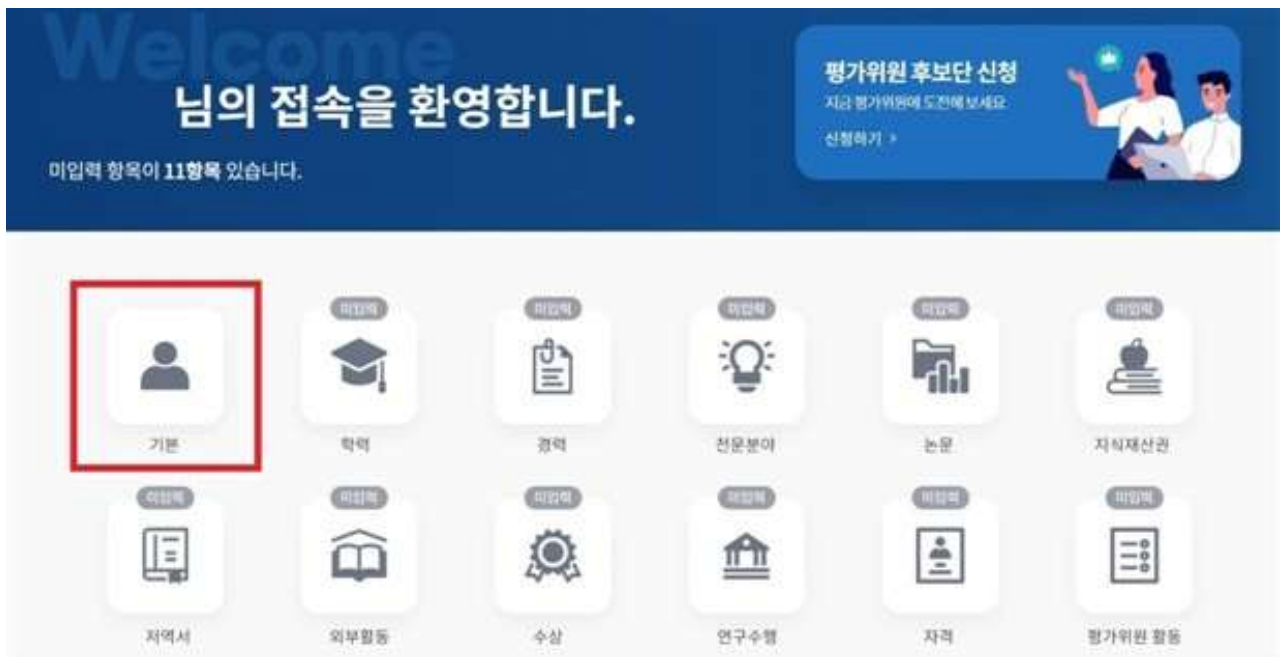 Welcome
님의 접속을 환영합니다.
미입력 항목이 11항목 있습니다.
평가위원 후보단 신청
지금 평가위원에 도전해보세요
신청하기 >
기본
미입력
학력
미입력
경력
미입력
전문분야
미입력
논문
미입력
지식재산권
미입력
저역서
미입력
외부활동
미입력
수상
미입력
연구수행
미입력
자격
미입력
평가위원 활동